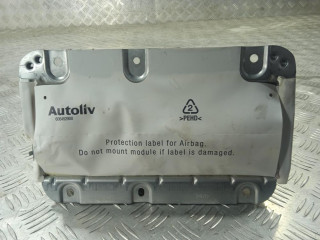 Autoliv
2
>PEHD<
Protection label for Airbag.
Do not mount module if label is damaged.